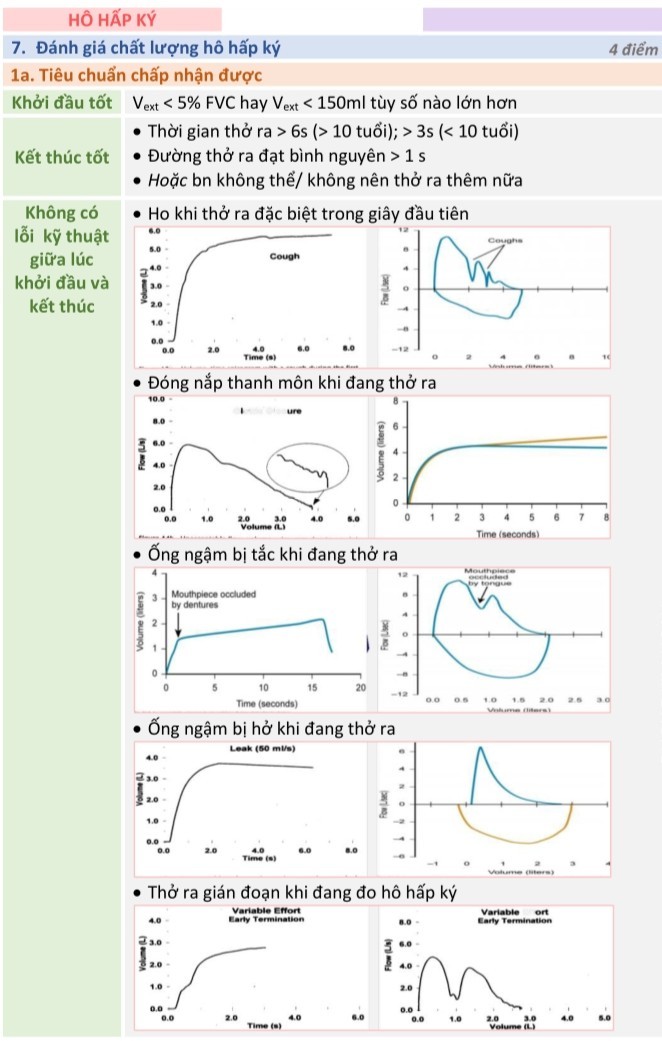 HÔ HẤP KÝ
7. Đánh giá chất lượng hô hấp ký 4 điểm
1a. Tiêu chuẩn chấp nhận được
Khởi đầu tốt
Vext < 5% FVC hay Vext < 150ml tùy số nào lớn hơn
Kết thúc tốt
• Thời gian thở ra > 6s (> 10 tuổi); > 3s (< 10 tuổi)
• Đường thở ra đạt bình nguyên > 1 s
• Hoặc bn không thể/ không nên thở ra thêm nữa
Không có
lỗi kỹ thuật
giữa lúc
khởi đầu và
kết thúc
• Ho khi thở ra đặc biệt trong giây đầu tiên
Cough
Volume (L)
6.0
5.0
4.0
3.0
2.0
1.0
0.0
0.0 2.0 4.0 6.0 8.0
Time (s)
Coughs
Flow (L/sec)
12
8
4
0
-4
-8
-12
0 2 4 6 8 10
Volume (liters)
• Đóng nắp thanh môn khi đang thở ra
ure
Flow (L/s)
10.0
8.0
6.0
4.0
2.0
0.0
0.0 1.0 2.0 3.0 4.0 5.0
Volume (L)
Volume (liters)
8
6
4
2
0
0 1 2 3 4 5 6 7 8
Time (seconds)
• Ống ngậm bị tắc khi đang thở ra
Mouthpiece occluded
by dentures
Volume (liters)
4
3
2
1
0
0 5 10 15 20
Time (seconds)
Mouthpiece
occluded
by tongue
Flow (L/sec)
12
8
4
0
-4
-8
-12
0.0 0.5 1.0 1.5 2.0 2.5 3.0
Volume (liters)
• Ống ngậm bị hở khi đang thở ra
Leak (50 ml/s)
Volume (L)
4.0
3.0
2.0
1.0
0.0
0.0 2.0 4.0 6.0 8.0
Time (s)
Flow (L/sec)
6
4
2
0
-2
-4
-6
-1 0 1 2 3 4
Volume (liters)
• Thở ra gián đoạn khi đang đo hô hấp ký
Variable Effort
Early Termination
Volume (L)
4.0
3.0
2.0
1.0
0.0
0.0 2.0 4.0 6.0
Time (s)
Variable ort
Early Termination
Flow (L/s)
8.0
6.0
4.0
2.0
0.0
0.0 1.0 2.0 3.0 4.0 5.0
Volume (L)